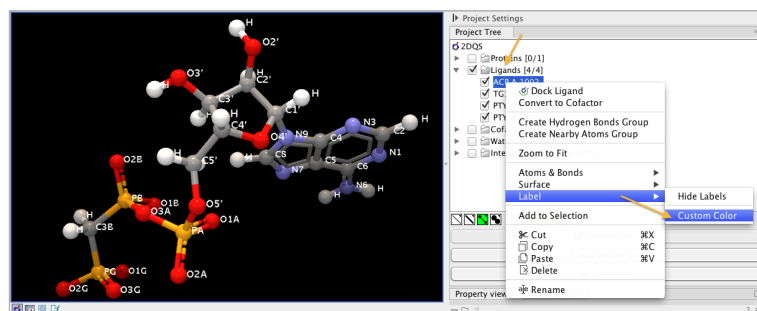 Project Settings
Project Tree
2DQS
Proteins [0/1]
Ligands [4/4]
ACP A 1002
Dock Ligand
Convert to Cofactor
Create Hydrogen Bonds Group
Create Nearby Atoms Group
Zoom to Fit
Atoms & Bonds
Surface
Label
Hide Labels
Custom Color
Add to Selection
Cut ⌘X
Copy ⌘C
Paste ⌘V
Delete
Rename
Property view
H
O2'
H
O3'
H
C2'
C3'
H
H
C1'
H
H
C4'
O4'
N9
C4
N3
C2
H
H
C8
C5
N1
C5'
N7
C6
N6
H
H
O2B
PB
O1B
O5'
O3A
O1A
H
C3B
H
PA
PG
O1G
O2A
O2G
O3G